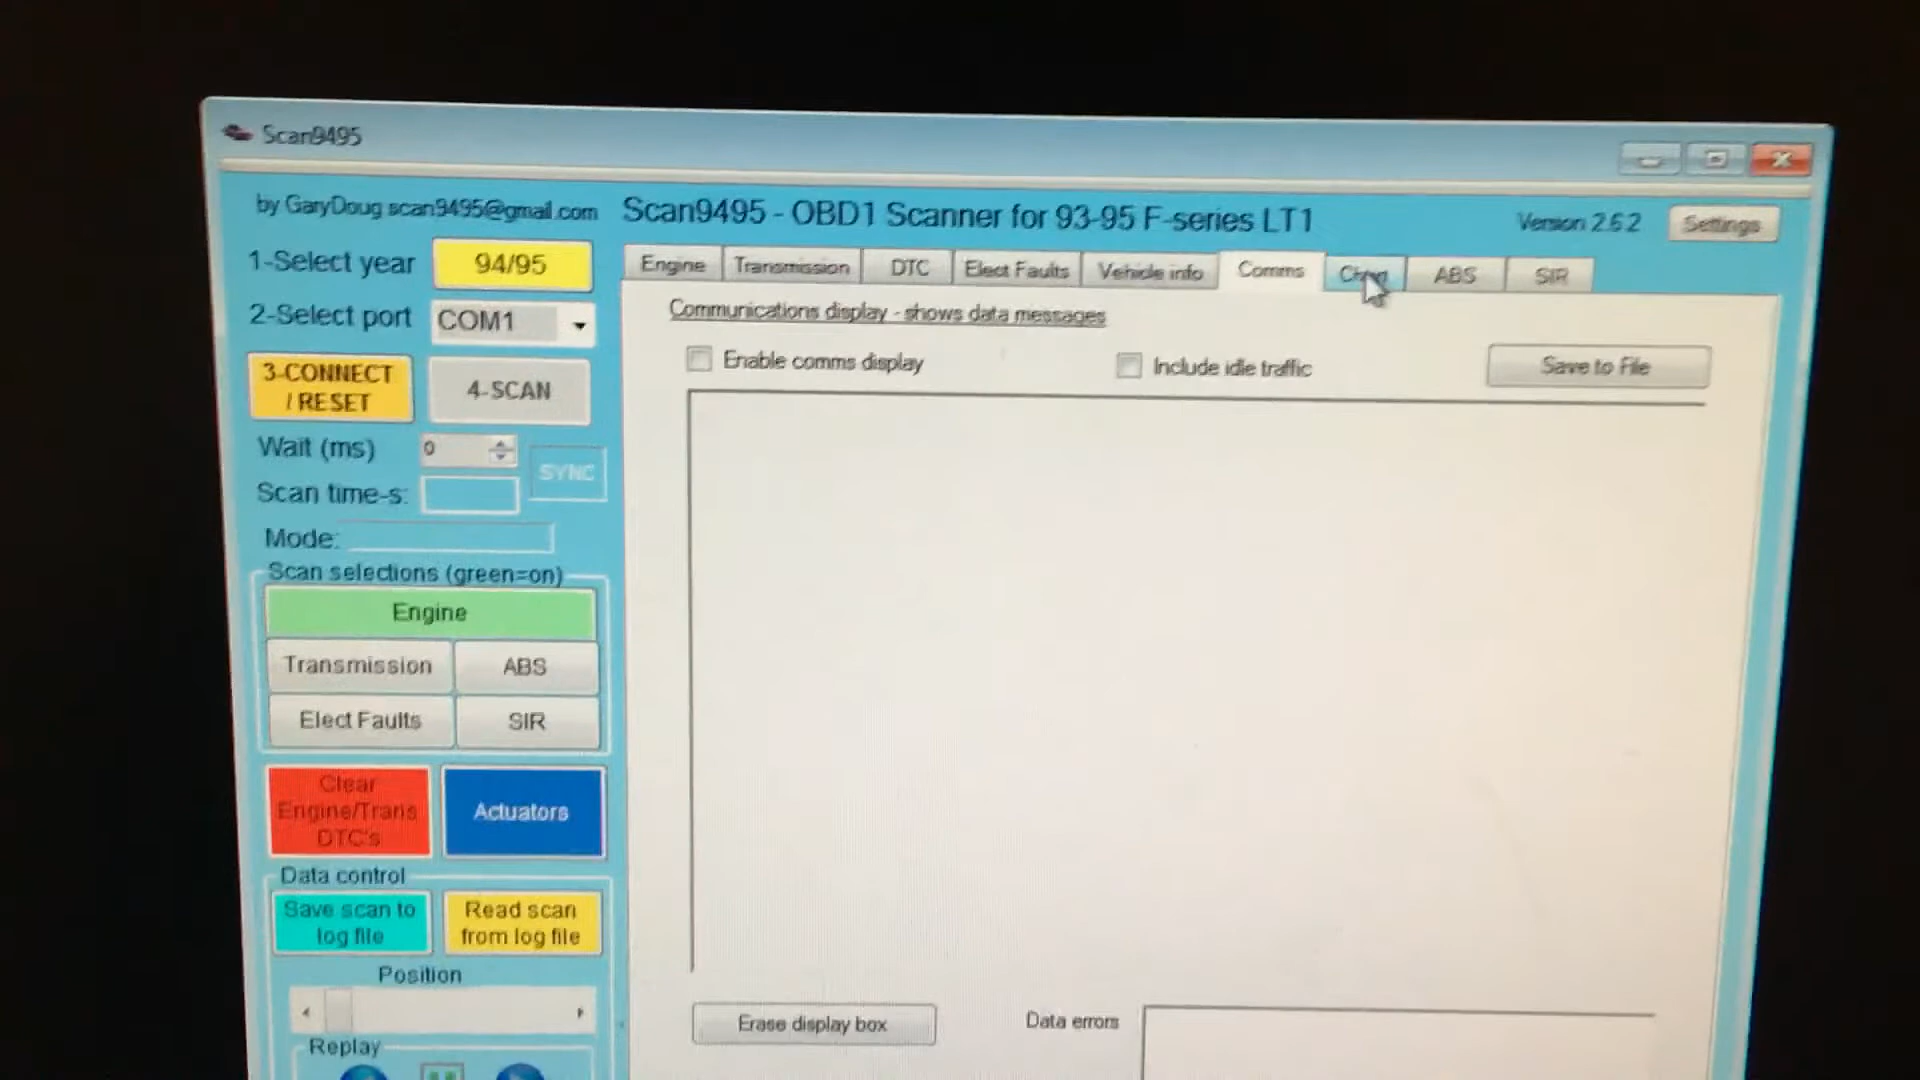 Scan9495
by GaryDoug scan9495@gmail.com
Scan9495 - OBD1 Scanner for 93-95 F-series LT1
Version 2.6.2
Settings
1-Select year
94/95
2-Select port
COM1
3-CONNECT
/ RESET
4-SCAN
Wait (ms)
0
SYNC
Scan time-s:
Mode:
Scan selections (green=on)
Engine
Transmission
ABS
Elect Faults
SIR
Clear
Engine/Trans
DTC's
Actuators
Data control
Save scan to
log file
Read scan
from log file
Position
Replay
Engine
Transmission
DTC
Elect Faults
Vehicle info
Comms
ABS
SIR
Communications display - shows data messages
Enable comms display
Include idle traffic
Save to File
Erase display box
Data errors